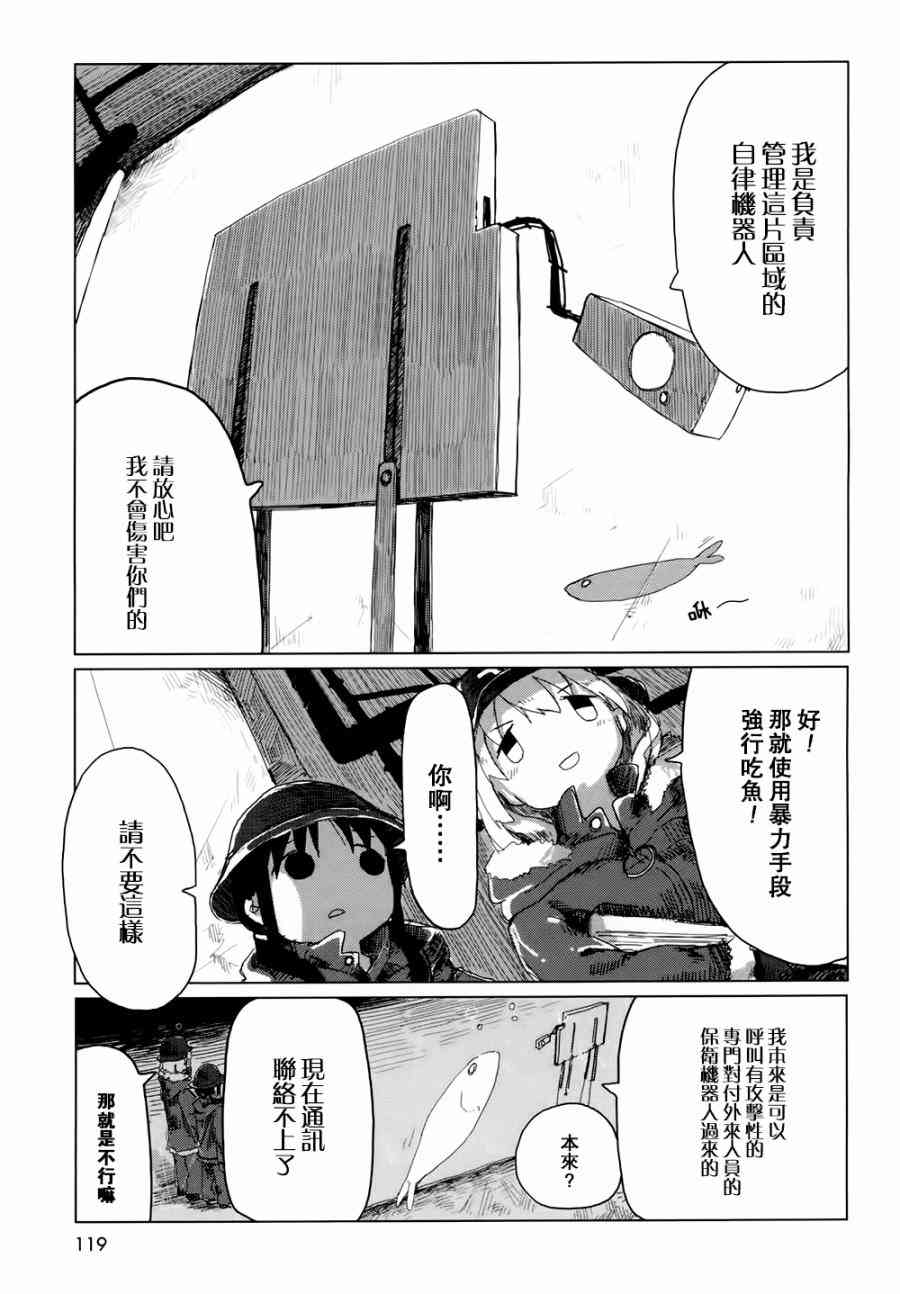 我是負責
管理這片區域的
自律機器人
請放心吧
我不會傷害你們的
啾～
好！
那就使用暴力手段
強行吃魚！
你啊……
請不要這樣
我本來是可以
呼叫有攻擊性的
專門對付外來人員的
保衛機器人過來的
本來？
現在通訊
聯絡不上了
那就是不行嘛
119